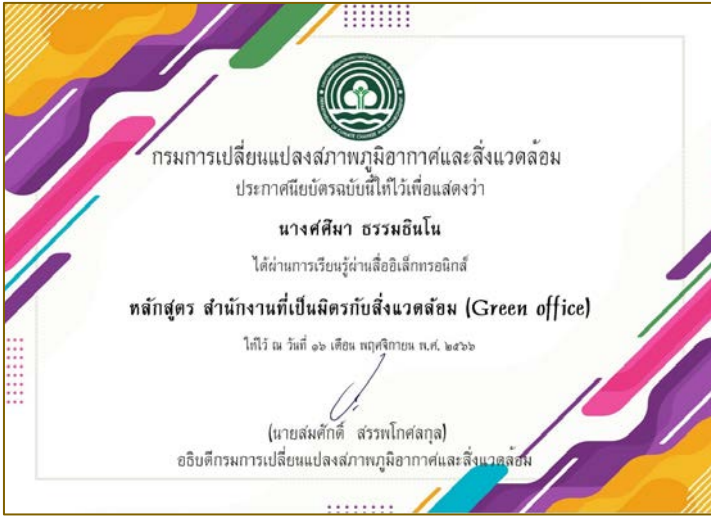 กรมการเปลี่ยนแปลงสภาพภูมิอากาศและสิ่งแวดล้อม
ประกาศนียบัตรฉบับนี้ให้ไว้เพื่อแสดงว่า
นางศศิมา ธรรมธินโน
ได้ผ่านการเรียนรู้ผ่านสื่ออิเล็กทรอนิกส์
หลักสูตร สำนักงานที่เป็นมิตรกับสิ่งแวดล้อม (Green office)
ให้ไว้ ณ วันที่ ๑๖ เดือน พฤศจิกายน พ.ศ. ๒๕๖๖
(นายสมศักดิ์ สรรพโกศลกุล)
อธิบดีกรมการเปลี่ยนแปลงสภาพภูมิอากาศและสิ่งแวดล้อม